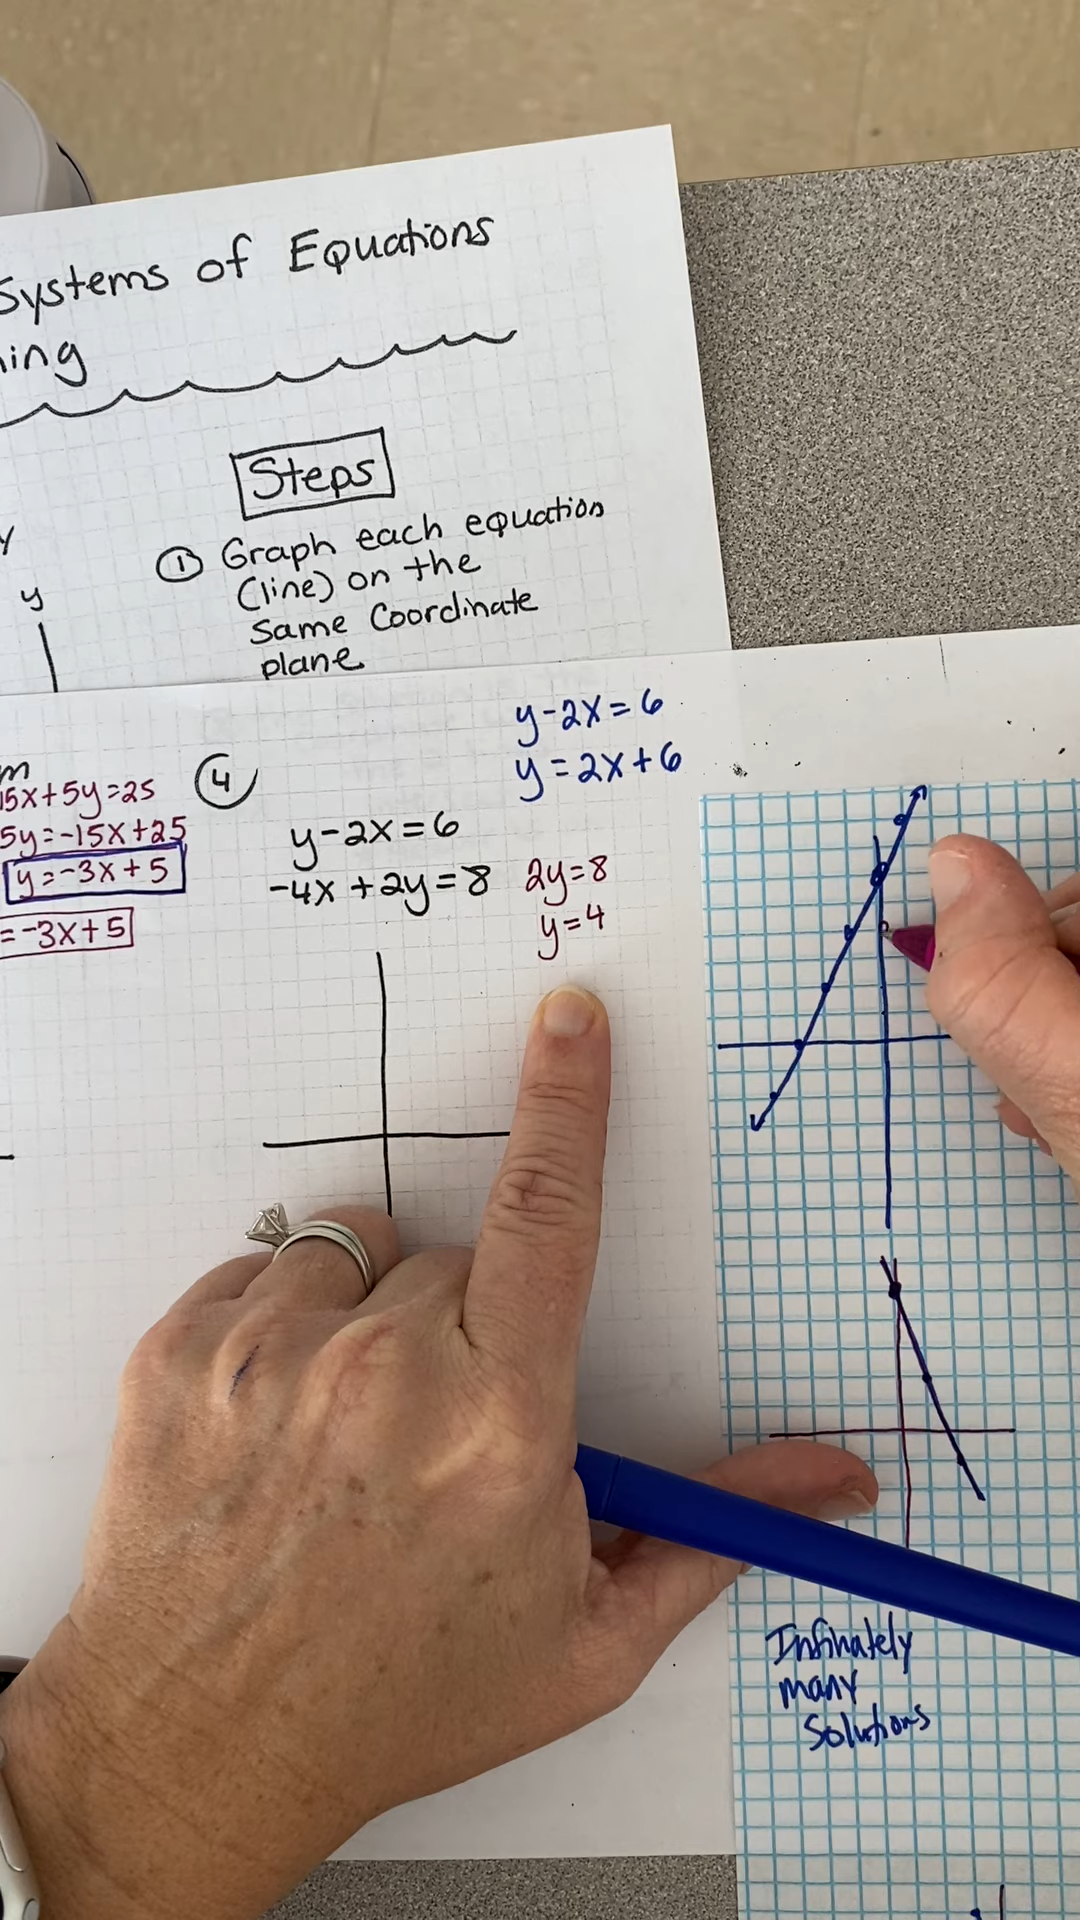 Systems of Equations
ing
Steps
y
① Graph each equation
(line) on the
Same Coordinate
plane
m
15x+5y=25
5y=-15x+25
y=-3x+5
=-3x+5
④
y-2x=6
-4x+2y=8
y-2x=6
y=2x+6
2y=8
y=4
Infinately
many
Solutions